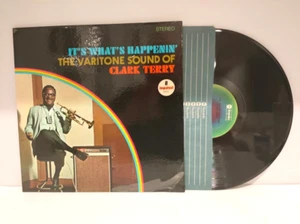 STEREO
IT'S WHAT'S HAPPENIN'
THE VARITONE SOUND OF
CLARK TERRY